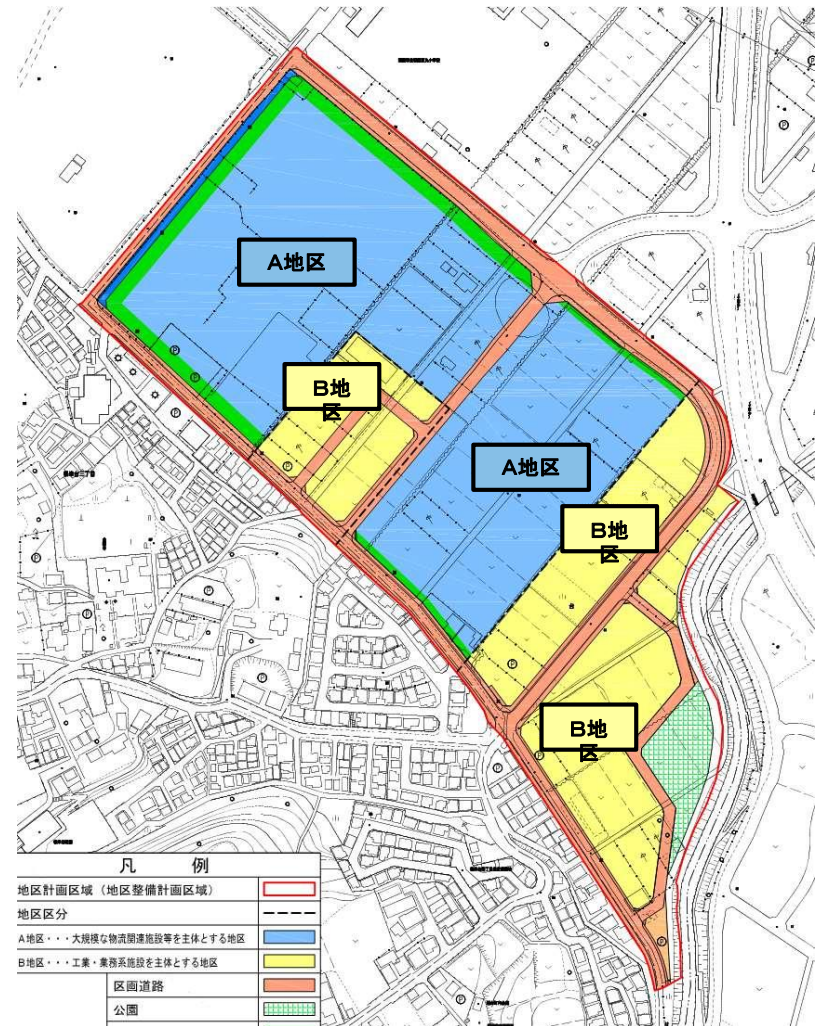 A地区
B地
区
A地区
B地
区
B地
区
凡 例
地区計画区域（地区整備計画区域）
地区区分
A地区・・・大規模な物流関連施設等を主体とする地区
B地区・・・工業・業務系施設を主体とする地区
区画道路
公園